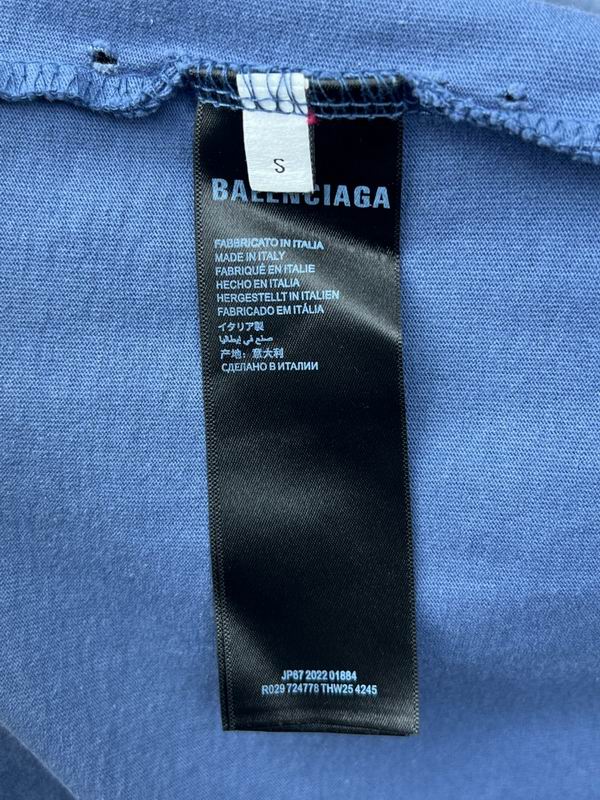 S
BALENCIAGA
FABBRICATO IN ITALIA
MADE IN ITALY
FABRIQUÉ EN ITALIE
HECHO EN ITALIA
HERGESTELLT IN ITALIEN
FABRICADO EM ITÁLIA
イタリア製
صنع في إيطاليا
产地：意大利
СДЕЛАНО В ИТАЛИИ
JP67 2022 01884
R029 724778 THW25 4245